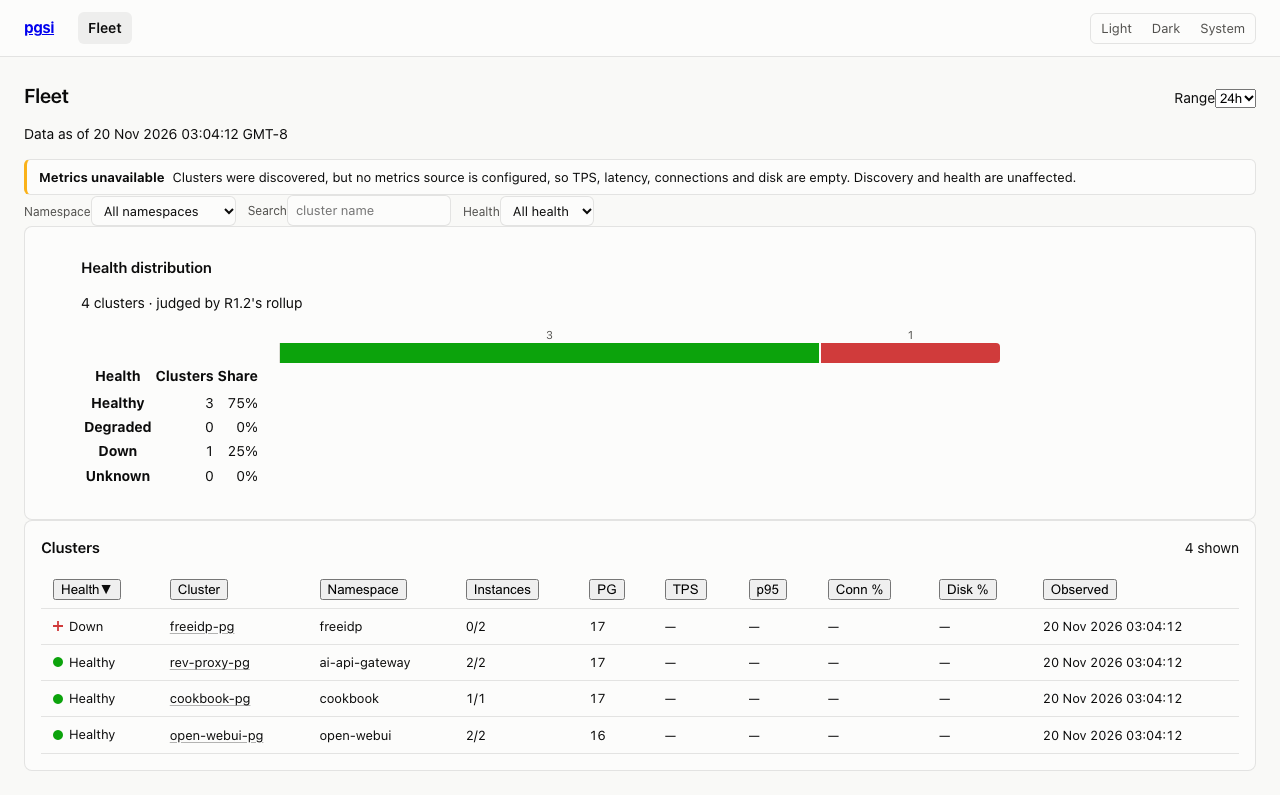 pgsi Fleet Light Dark System
Fleet Range 24h
Data as of 20 Nov 2026 03:04:12 GMT-8
Metrics unavailable Clusters were discovered, but no metrics source is configured, so TPS, latency, connections and disk are empty. Discovery and health are unaffected.
Namespace All namespaces Search cluster name Health All health
Health distribution
4 clusters · judged by R1.2's rollup
3 1
Health Clusters Share
Healthy 3 75%
Degraded 0 0%
Down 1 25%
Unknown 0 0%
Clusters 4 shown
Health▼ Cluster Namespace Instances PG TPS p95 Conn % Disk % Observed
Down freeidp-pg freeidp 0/2 17 — — — — 20 Nov 2026 03:04:12
Healthy rev-proxy-pg ai-api-gateway 2/2 17 — — — — 20 Nov 2026 03:04:12
Healthy cookbook-pg cookbook 1/1 17 — — — — 20 Nov 2026 03:04:12
Healthy open-webui-pg open-webui 2/2 16 — — — — 20 Nov 2026 03:04:12